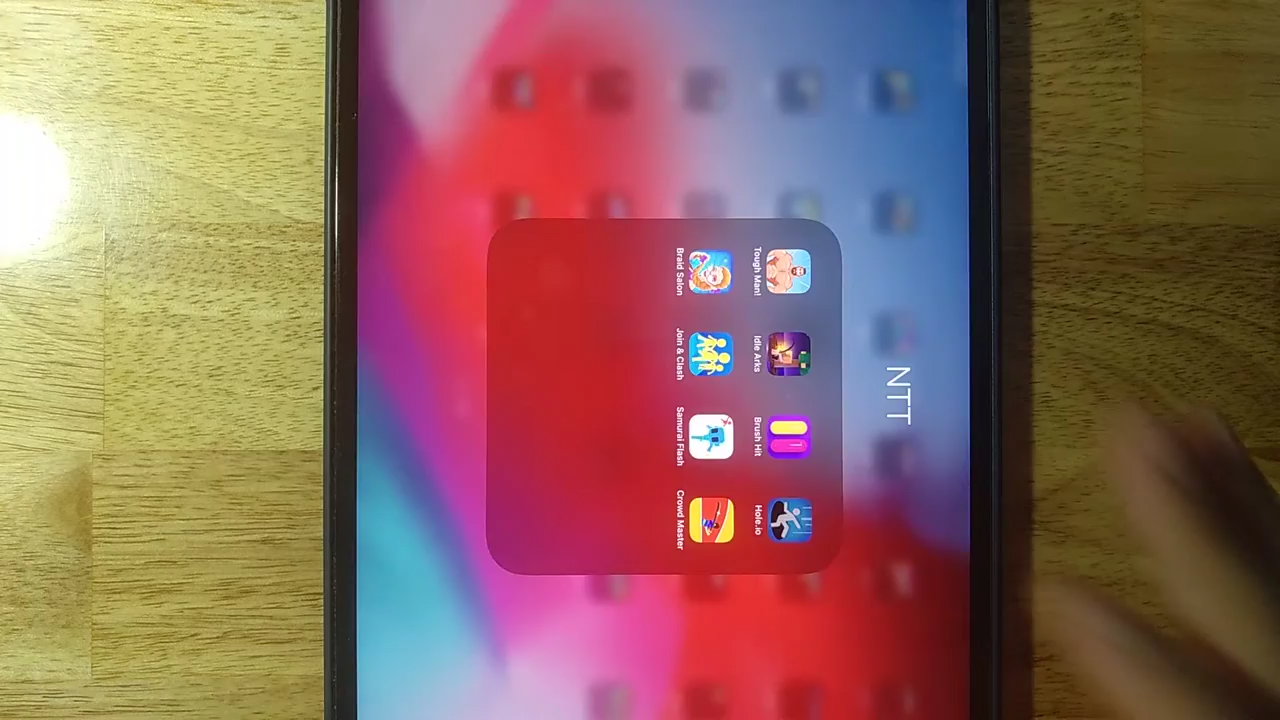 NTT
Tough Man!
Idle Arks
Brush Hit
Hole.io
Braid Salon
Join & Clash
Samurai Flash
Crowd Master